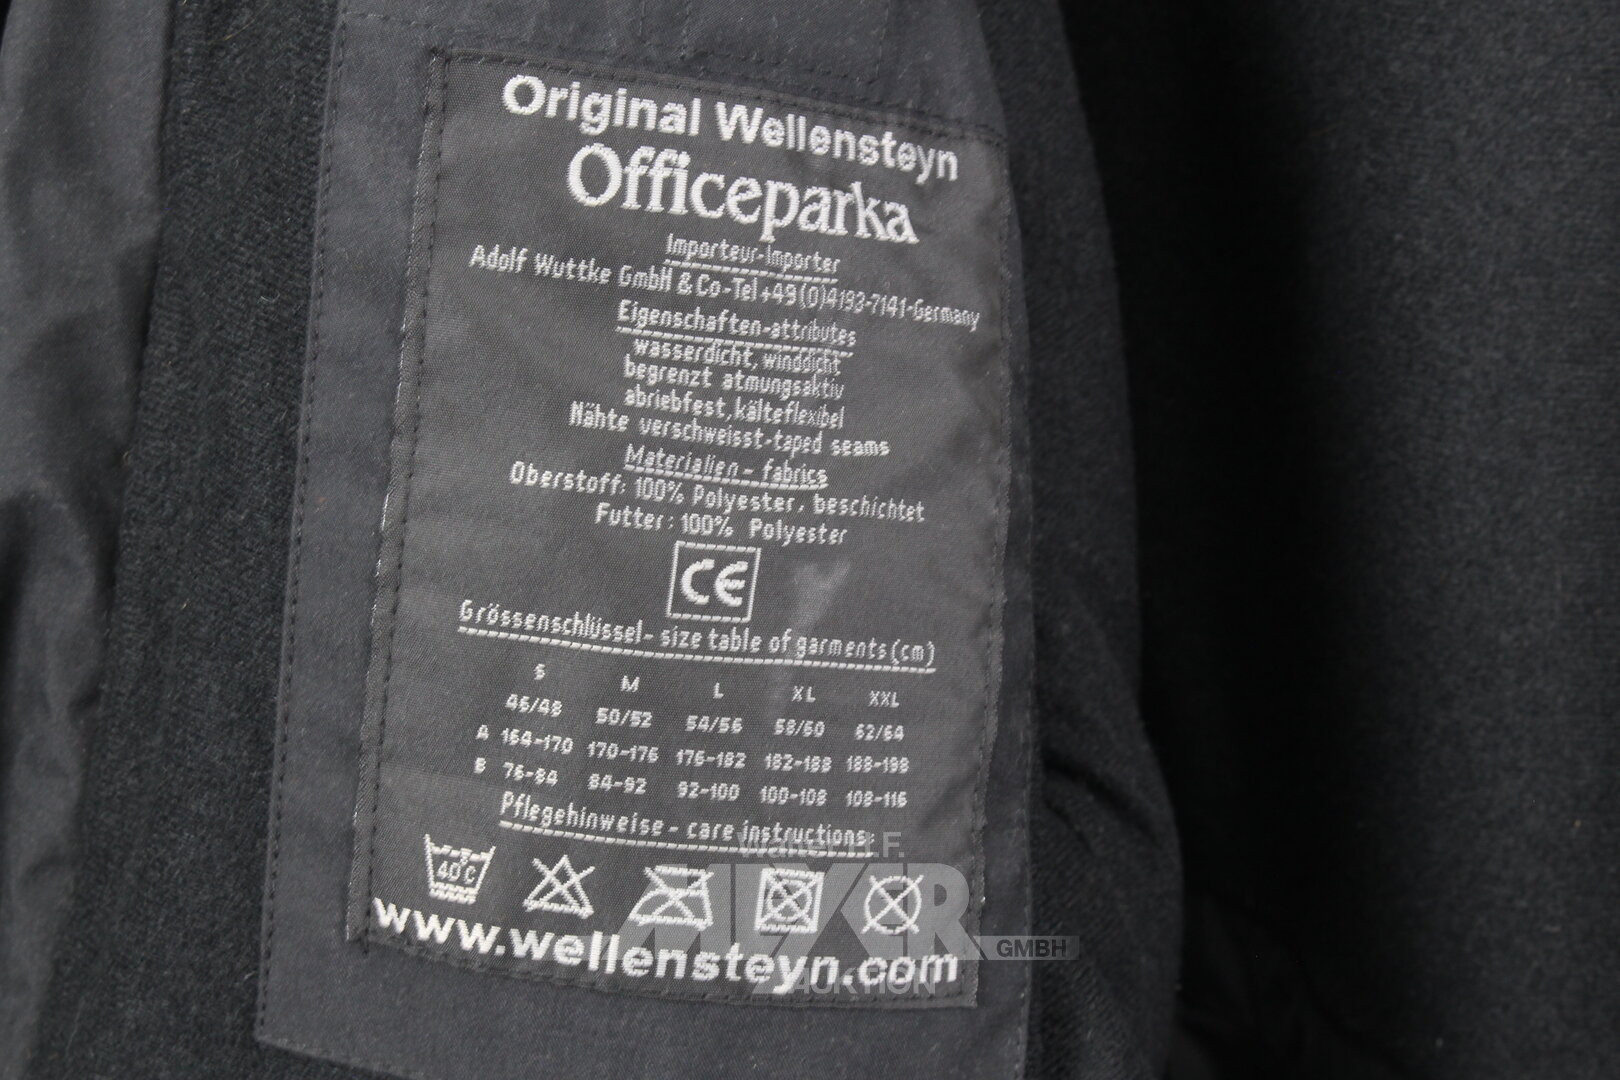 Original Wellensteyn
Officeparka
Importeur-Importer
Adolf Wuttke GmbH & Co-Tel+49(0)4193-7141-Germany
Eigenschaften-attributes
wasserdicht, winddicht
begrenzt atmungsaktiv
abriebfest, kälteflexibel
Nähte verschweisst-taped seams
Materialien - fabrics
Oberstoff: 100% Polyester, beschichtet
Futter: 100% Polyester
CE
Grössenschlüssel- size table of garments (cm)
S M L XL XXL
46/48 50/52 54/56 58/60 62/64
A 164-170 170-176 176-182 182-188 188-198
B 76-84 84-92 92-100 100-108 108-116
Pflegehinweise - care instructions:
40°C
www.wellensteyn.com
GMBH
AUKTION